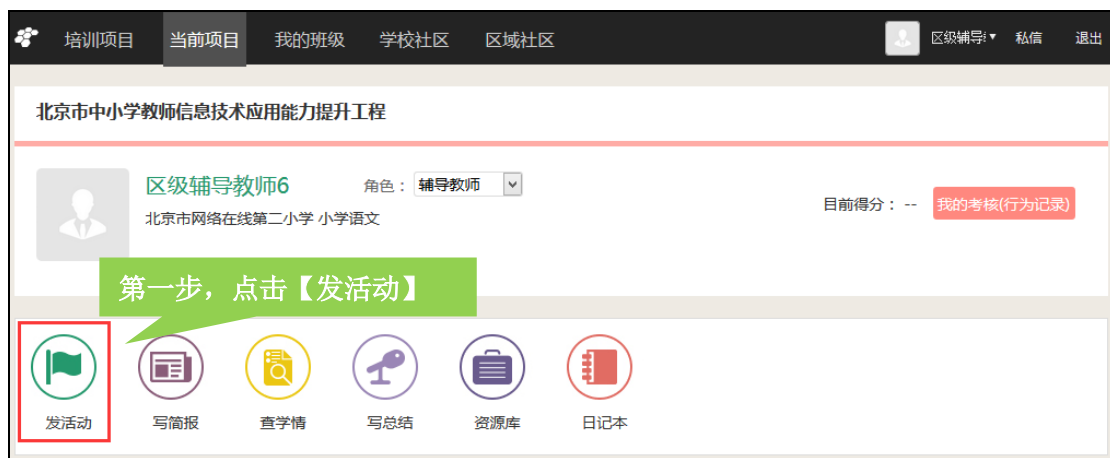 培训项目 当前项目 我的班级 学校社区 区域社区 区级辅导 私信 退出
北京市中小学教师信息技术应用能力提升工程
区级辅导教师6 角色： 辅导教师
北京市网络在线第二小学 小学语文
目前得分： -- 我的考核(行为记录)
第一步，点击【发活动】
发活动 写简报 查学情 写总结 资源库 日记本